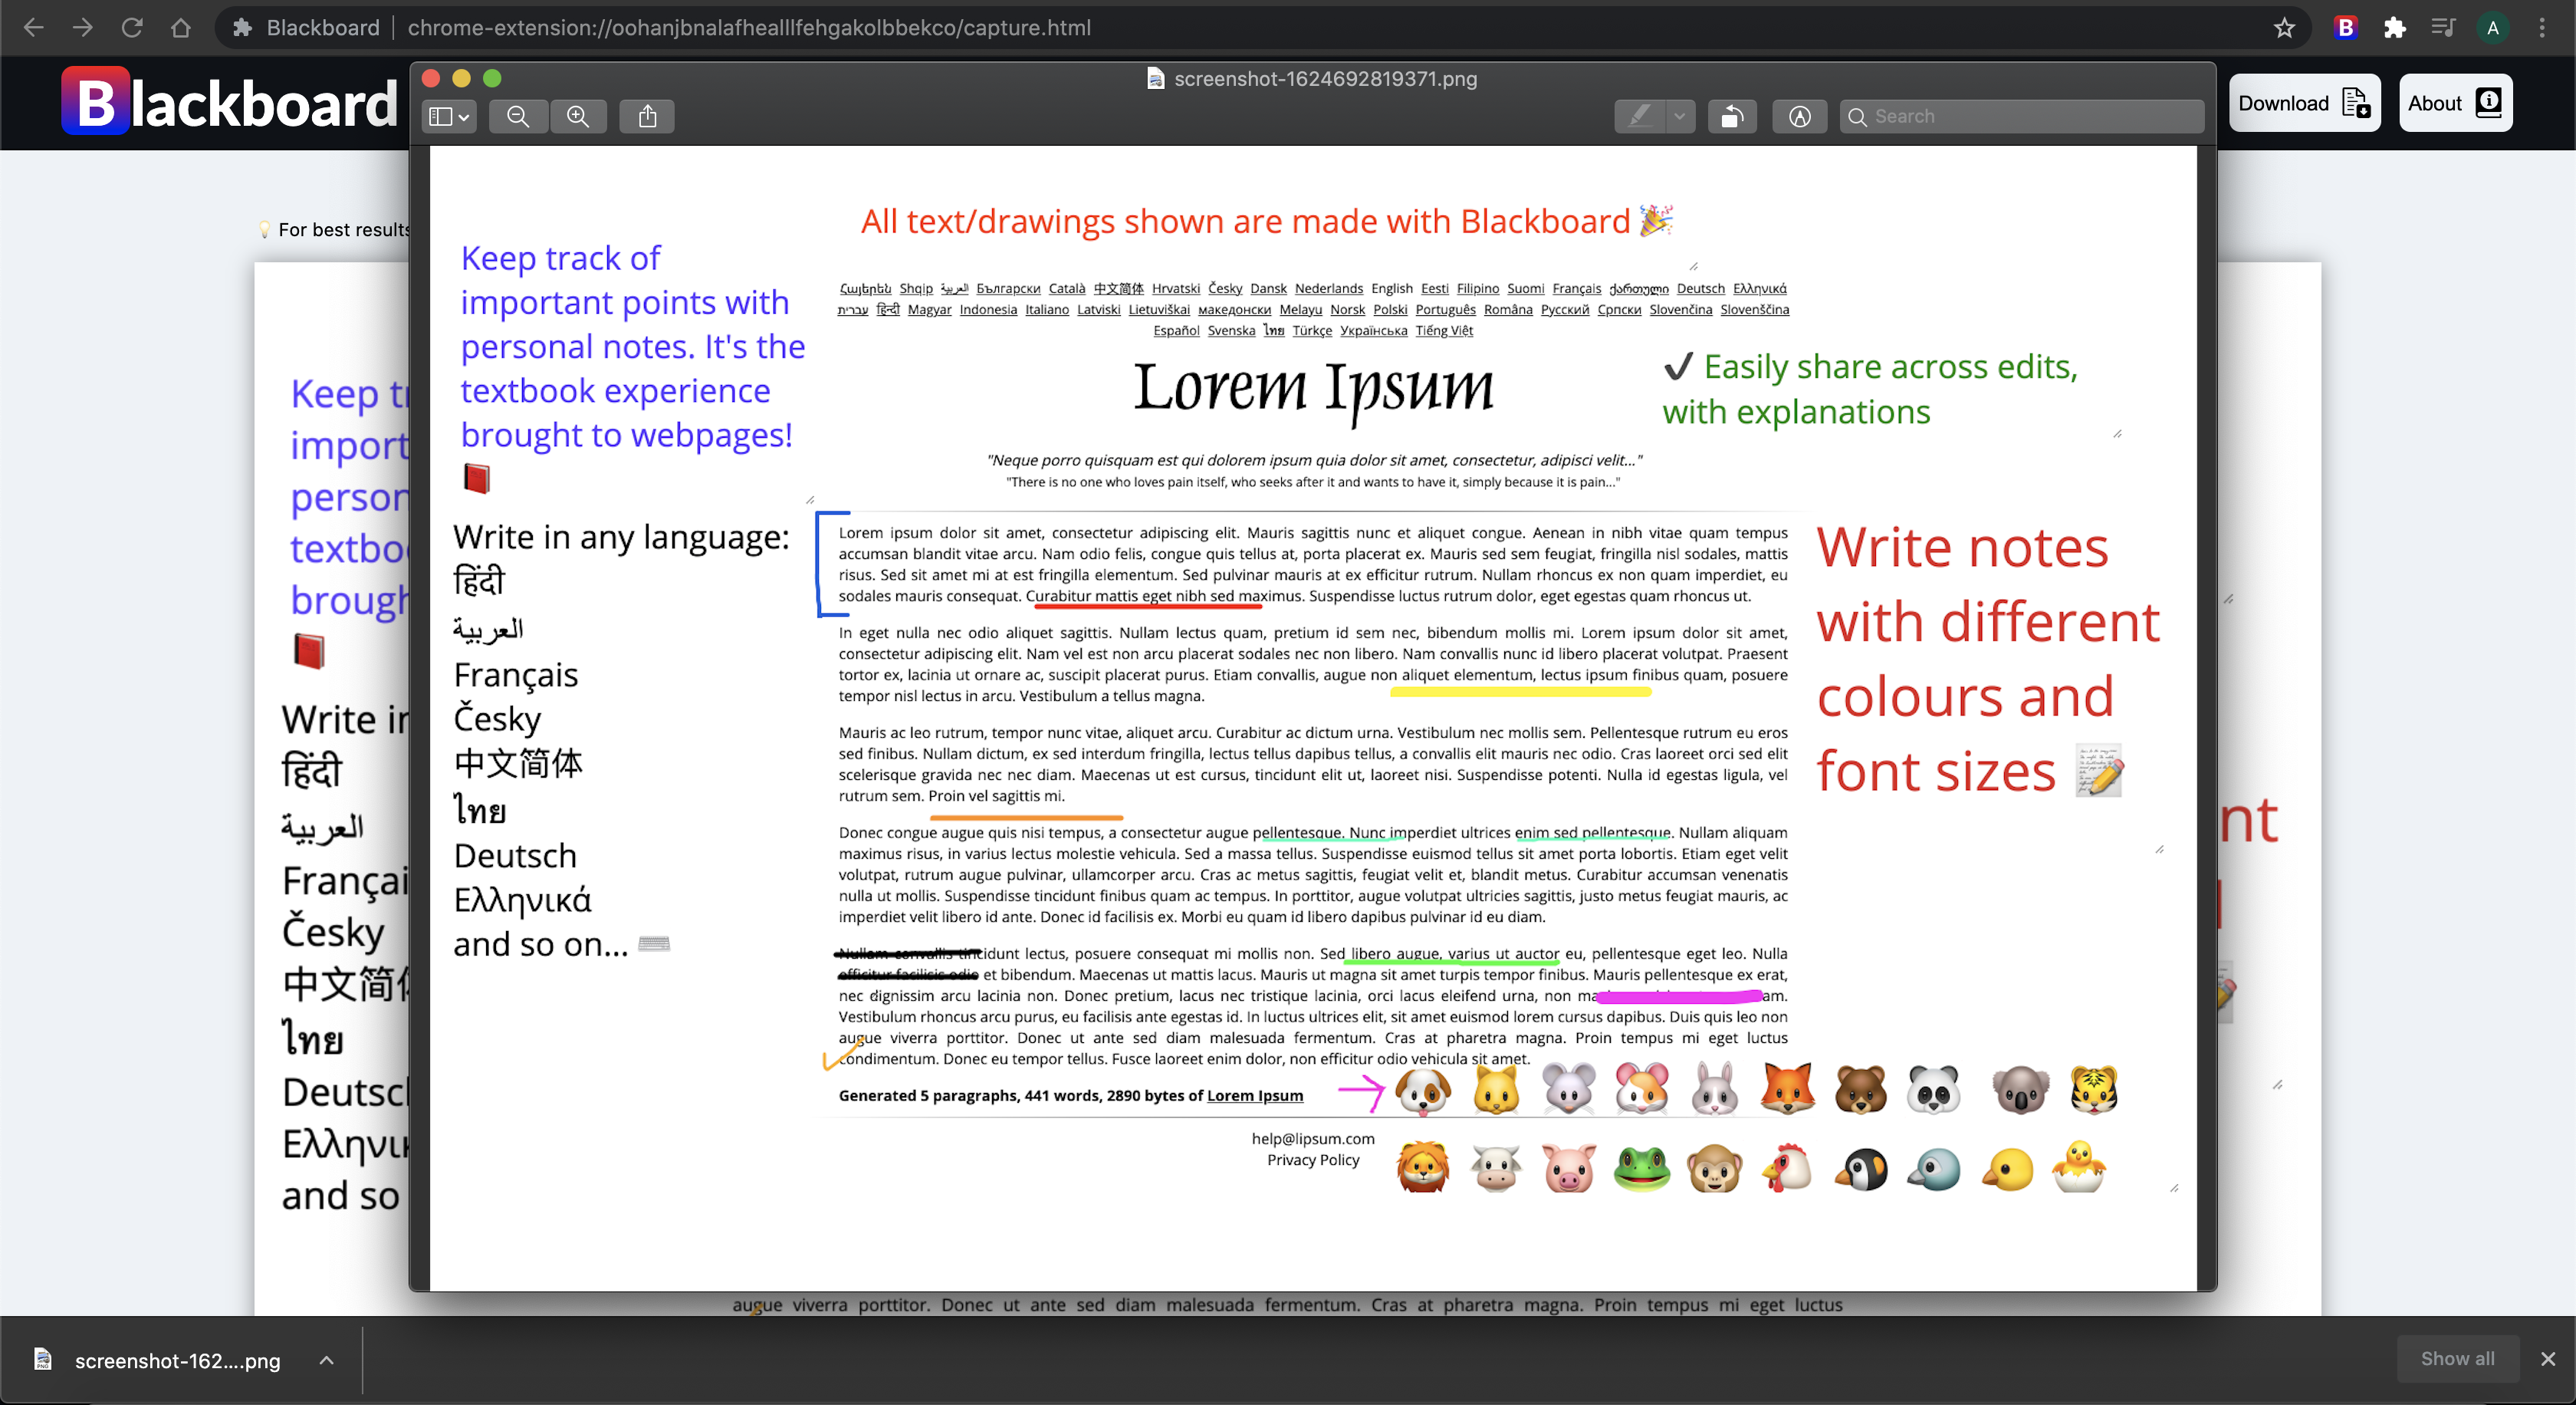 Blackboard | chrome-extension://oohanjbnalafhealllfehgakolbbekco/capture.html
A
Blackboard
screenshot-1624692819371.png
Search
Download
About
For best results
All text/drawings shown are made with Blackboard 🎉
Keep track of
important points with
personal notes. It's the
textbook experience
brought to webpages!
📕
Հայերեն Shqip العربية Български Català 中文简体 Hrvatski Česky Dansk Nederlands English Eesti Filipino Suomi Français ქართული Deutsch Ελληνικά
עברית हिन्दी Magyar Indonesia Italiano Latviski Lietuviškai македонски Melayu Norsk Polski Português Româna Pyccкий Српски Slovenčina Slovenščina
Español Svenska ไทย Türkçe Українська Tiếng Việt
Lorem Ipsum
✔ Easily share across edits,
with explanations
"Neque porro quisquam est qui dolorem ipsum quia dolor sit amet, consectetur, adipisci velit..."
"There is no one who loves pain itself, who seeks after it and wants to have it, simply because it is pain..."
Write in any language:
हिंदी
العربية
Français
Česky
中文简体
ไทย
Deutsch
Ελληνικά
and so on...
Lorem ipsum dolor sit amet, consectetur adipiscing elit. Mauris sagittis nunc et aliquet congue. Aenean in nibh vitae quam tempus
accumsan blandit vitae arcu. Nam odio felis, congue quis tellus at, porta placerat ex. Mauris sed sem feugiat, fringilla nisl sodales, mattis
risus. Sed sit amet mi at est fringilla elementum. Sed pulvinar mauris at ex efficitur rutrum. Nullam rhoncus ex non quam imperdiet, eu
sodales mauris consequat. Curabitur mattis eget nibh sed maximus. Suspendisse luctus rutrum dolor, eget egestas quam rhoncus ut.
In eget nulla nec odio aliquet sagittis. Nullam lectus quam, pretium id sem nec, bibendum mollis mi. Lorem ipsum dolor sit amet,
consectetur adipiscing elit. Nam vel est non arcu placerat sodales nec non libero. Nam convallis nunc id libero placerat volutpat. Praesent
tortor ex, lacinia ut ornare ac, suscipit placerat purus. Etiam convallis, augue non aliquet elementum, lectus ipsum finibus quam, posuere
tempor nisl lectus in arcu. Vestibulum a tellus magna.
Mauris ac leo rutrum, tempor nunc vitae, aliquet arcu. Curabitur ac dictum urna. Vestibulum nec mollis sem. Pellentesque rutrum eu eros
sed finibus. Nullam dictum, ex sed interdum fringilla, lectus tellus dapibus tellus, a convallis elit mauris nec odio. Cras laoreet orci sed elit
scelerisque gravida nec nec diam. Maecenas ut est cursus, tincidunt elit ut, laoreet nisi. Suspendisse potenti. Nulla id egestas ligula, vel
rutrum sem. Proin vel sagittis mi.
Donec congue augue quis nisi tempus, a consectetur augue pellentesque. Nunc imperdiet ultrices enim sed pellentesque. Nullam aliquam
maximus risus, in varius lectus molestie vehicula. Sed a massa tellus. Suspendisse euismod tellus sit amet porta lobortis. Etiam eget velit
volutpat, rutrum augue pulvinar, ullamcorper arcu. Cras ac metus sagittis, feugiat velit et, blandit metus. Curabitur accumsan venenatis
nulla ut mollis. Suspendisse tincidunt finibus quam ac tempus. In porttitor, augue volutpat ultricies sagittis, justo metus feugiat mauris, ac
imperdiet velit libero id ante. Donec id facilisis ex. Morbi eu quam id libero dapibus pulvinar id eu diam.
Nullam convallis tincidunt lectus, posuere consequat mi mollis non. Sed libero augue, varius ut auctor eu, pellentesque eget leo. Nulla
efficitur facilisis odio et bibendum. Maecenas ut mattis lacus. Mauris ut magna sit amet turpis tempor finibus. Mauris pellentesque ex erat,
nec dignissim arcu lacinia non. Donec pretium, lacus nec tristique lacinia, orci lacus eleifend urna, non
Vestibulum rhoncus arcu purus, eu facilisis ante egestas id. In luctus ultrices elit, sit amet euismod lorem cursus dapibus. Duis quis leo non
augue viverra porttitor. Donec ut ante sed diam malesuada fermentum. Cras at pharetra magna. Proin tempus mi eget luctus
condimentum. Donec eu tempor tellus. Fusce laoreet enim dolor, non efficitur odio vehicula sit amet.
Generated 5 paragraphs, 441 words, 2890 bytes of Lorem Ipsum
help@lipsum.com
Privacy Policy
Write notes
with different
colours and
font sizes 📝
Keep tr
import
person
textbo
brough
Write in
हिंदी
العربية
Françai
Česky
中文简
ไทย
Deutsc
Ελληνικ
and so
nt
augue viverra porttitor. Donec ut ante sed diam malesuada fermentum. Cras at pharetra magna. Proin tempus mi eget luctus
screenshot-162....png
Show all